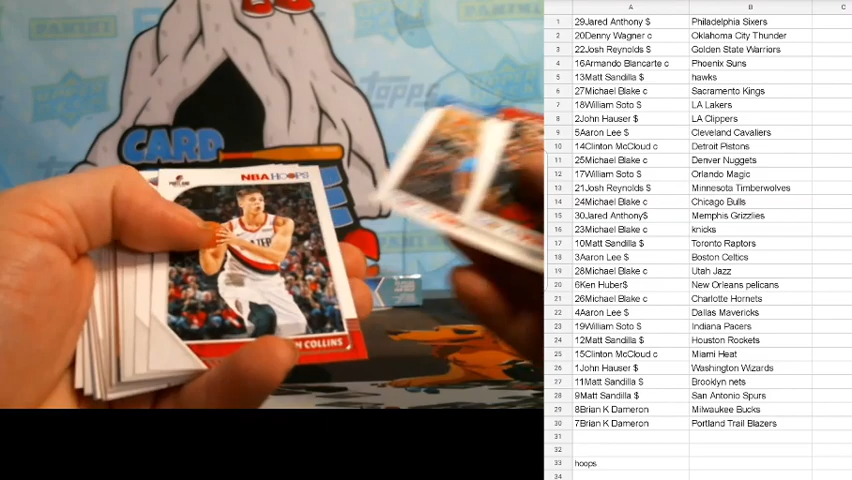 PANINI
PANINI
Topps
CARD
NBA HOOPS
COLLINS
A B C
1 29Jared Anthony $ Philadelphia Sixers
2 20Denny Wagner c Oklahoma City Thunder
3 22Josh Reynolds $ Golden State Warriors
4 16Armando Blancarte c Phoenix Suns
5 13Matt Sandilla $ hawks
6 27Michael Blake c Sacramento Kings
7 18William Soto $ LA Lakers
8 2John Hauser $ LA Clippers
9 5Aaron Lee $ Cleveland Cavaliers
10 14Clinton McCloud c Detroit Pistons
11 25Michael Blake c Denver Nuggets
12 17William Soto $ Orlando Magic
13 21Josh Reynolds $ Minnesota Timberwolves
14 24Michael Blake c Chicago Bulls
15 30Jared Anthony$ Memphis Grizzlies
16 23Michael Blake c knicks
17 10Matt Sandilla $ Toronto Raptors
18 3Aaron Lee $ Boston Celtics
19 28Michael Blake c Utah Jazz
20 6Ken Huber$ New Orleans pelicans
21 26Michael Blake c Charlotte Hornets
22 4Aaron Lee $ Dallas Mavericks
23 19William Soto $ Indiana Pacers
24 12Matt Sandilla $ Houston Rockets
25 15Clinton McCloud c Miami Heat
26 1John Hauser $ Washington Wizards
27 11Matt Sandilla $ Brooklyn nets
28 9Matt Sandilla $ San Antonio Spurs
29 8Brian K Dameron Milwaukee Bucks
30 7Brian K Dameron Portland Trail Blazers
31
32
33 hoops
34